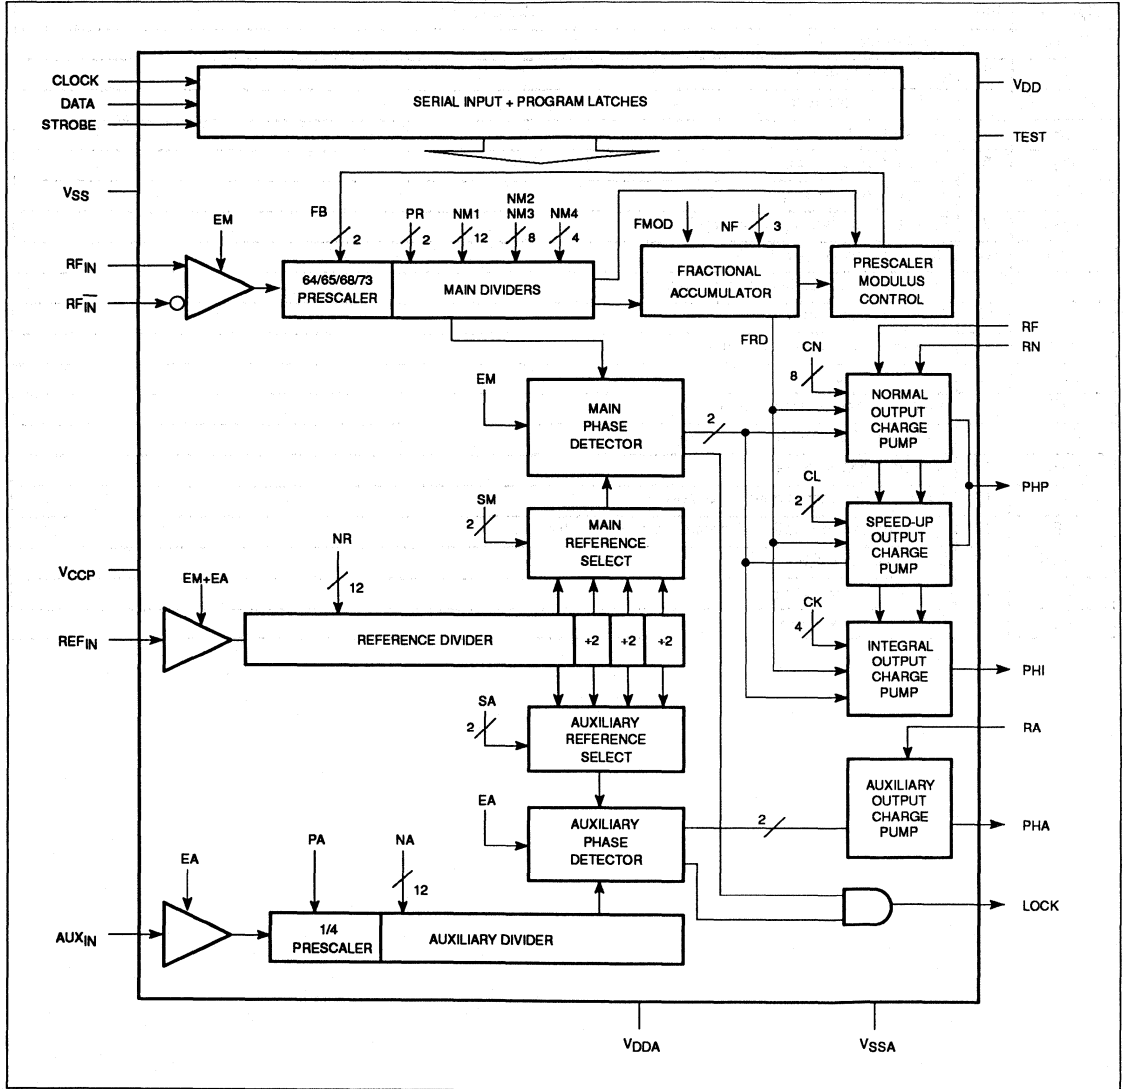 CLOCK
DATA
STROBE
SERIAL INPUT + PROGRAM LATCHES
VDD
TEST
VSS
EM
FB
2
PR
2
NM1
12
NM2
NM3
8
NM4
4
FMOD
NF
3
RFIN
RFIN
64/65/68/73
PRESCALER
MAIN DIVIDERS
FRACTIONAL
ACCUMULATOR
PRESCALER
MODULUS
CONTROL
FRD
RF
RN
CN
8
EM
MAIN
PHASE
DETECTOR
2
NORMAL
OUTPUT
CHARGE
PUMP
PHP
SM
2
MAIN
REFERENCE
SELECT
CL
2
SPEED-UP
OUTPUT
CHARGE
PUMP
VCCP
EM+EA
NR
12
REFIN
REFERENCE DIVIDER
+2
+2
+2
CK
4
INTEGRAL
OUTPUT
CHARGE
PUMP
PHI
SA
2
AUXILIARY
REFERENCE
SELECT
RA
EA
AUXILIARY
PHASE
DETECTOR
2
AUXILIARY
OUTPUT
CHARGE
PUMP
PHA
EA
PA
NA
12
AUXIN
1/4
PRESCALER
AUXILIARY DIVIDER
LOCK
VDDA
VSSA